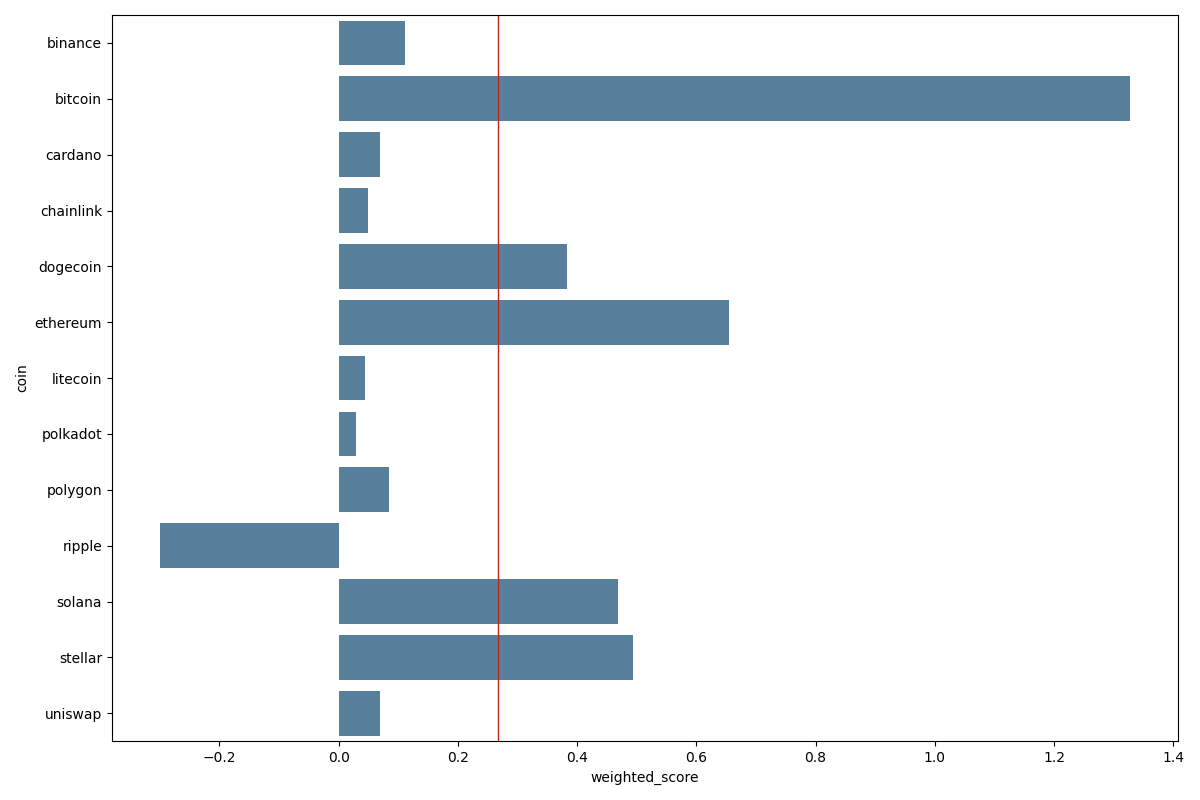 binance
bitcoin
cardano
chainlink
dogecoin
ethereum
litecoin
polkadot
polygon
ripple
solana
stellar
uniswap
coin
−0.2 0.0 0.2 0.4 0.6 0.8 1.0 1.2 1.4
weighted_score